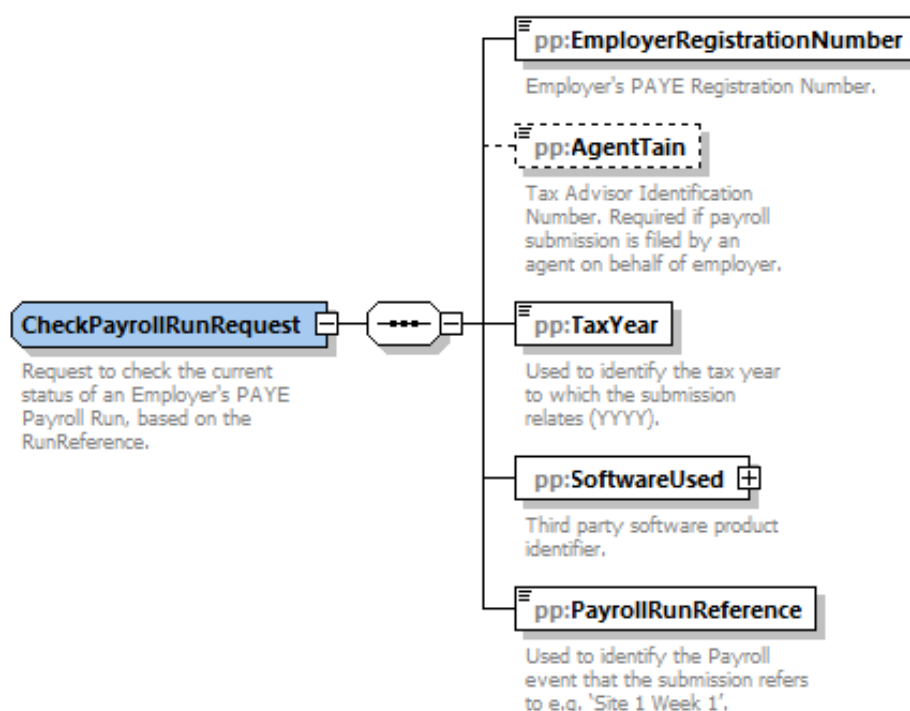 pp:EmployerRegistrationNumber
Employer's PAYE Registration Number.
pp:AgentTain
Tax Advisor Identification
Number. Required if payroll
submission is filed by an
agent on behalf of employer.
CheckPayrollRunRequest
Request to check the current
status of an Employer's PAYE
Payroll Run, based on the
RunReference.
pp:TaxYear
Used to identify the tax year
to which the submission
relates (YYYY).
pp:SoftwareUsed
Third party software product
identifier.
pp:PayrollRunReference
Used to identify the Payroll
event that the submission refers
to e.g. ‘Site 1 Week 1’.